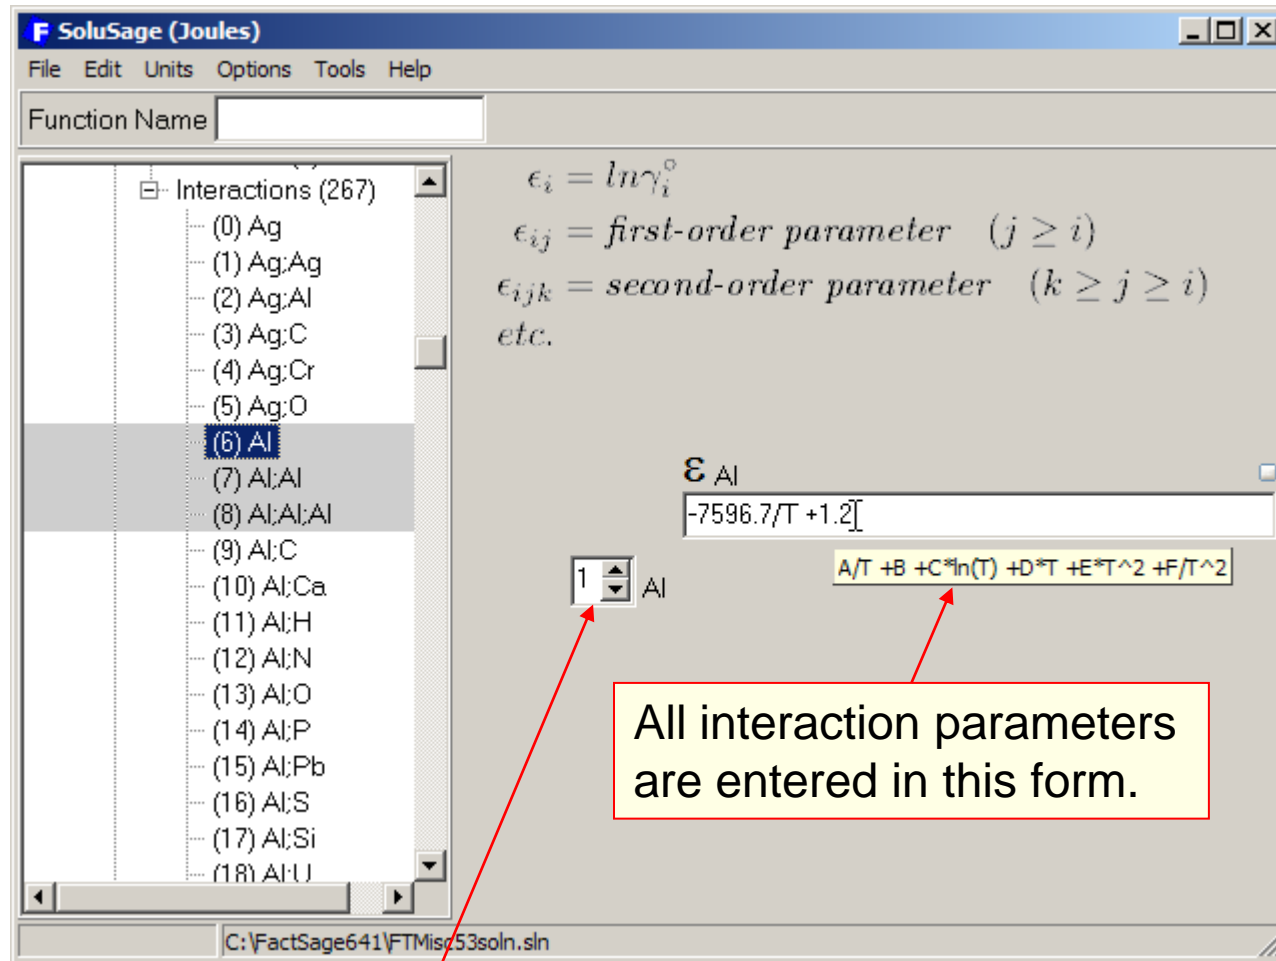 SoluSage (Joules)
File Edit Units Options Tools Help
Function Name
Interactions (267)
(0) Ag
(1) Ag;Ag
(2) Ag;Al
(3) Ag;C
(4) Ag;Cr
(5) Ag;O
(6) Al
(7) Al;Al
(8) Al;Al;Al
(9) Al;C
(10) Al;Ca
(11) Al;H
(12) Al;N
(13) Al;O
(14) Al;P
(15) Al;Pb
(16) Al;S
(17) Al;Si
(18) Al;U
ϵ_i = lnγ_i°
ϵ_ij = first-order parameter (j ≥ i)
ϵ_ijk = second-order parameter (k ≥ j ≥ i)
etc.
ε Al
-7596.7/T +1.2
A/T +B +C*ln(T) +D*T +E*T^2 +F/T^2
1 Al
All interaction parameters
are entered in this form.
C:\FactSage641\FTMisc53soln.sln